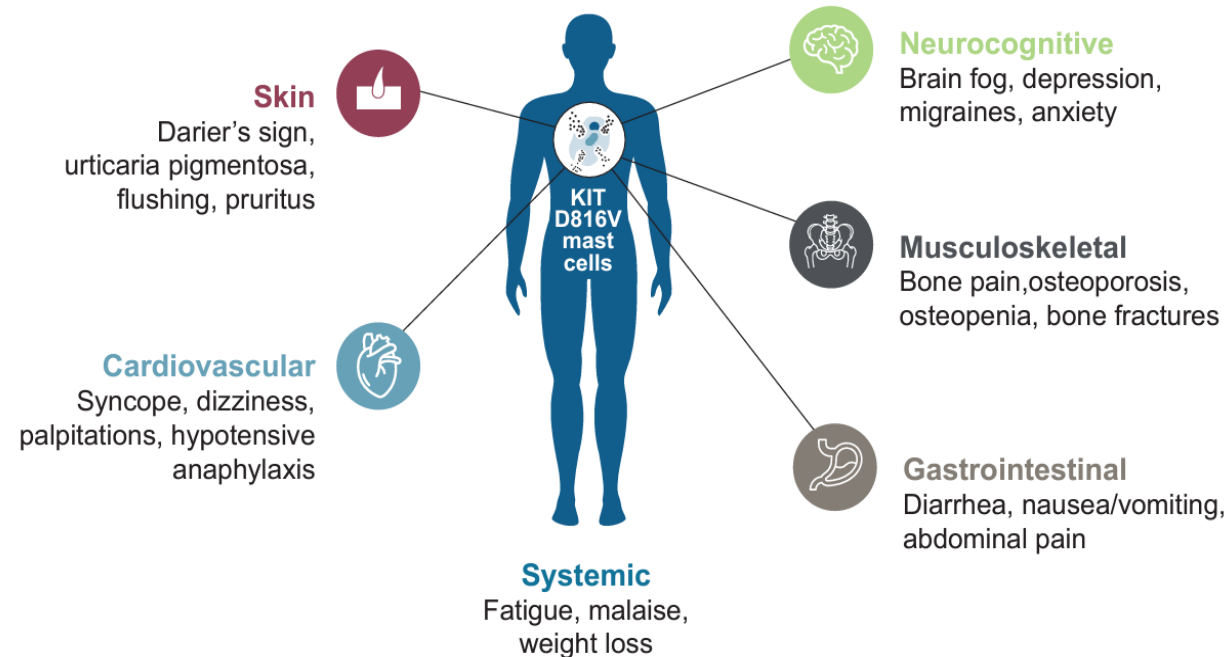 Skin
Darier's sign,
urticaria pigmentosa,
flushing, pruritus
Cardiovascular
Syncope, dizziness,
palpitations, hypotensive
anaphylaxis
KIT
D816V
mast
cells
Systemic
Fatigue, malaise,
weight loss
Neurocognitive
Brain fog, depression,
migraines, anxiety
Musculoskeletal
Bone pain,osteoporosis,
osteopenia, bone fractures
Gastrointestinal
Diarrhea, nausea/vomiting,
abdominal pain